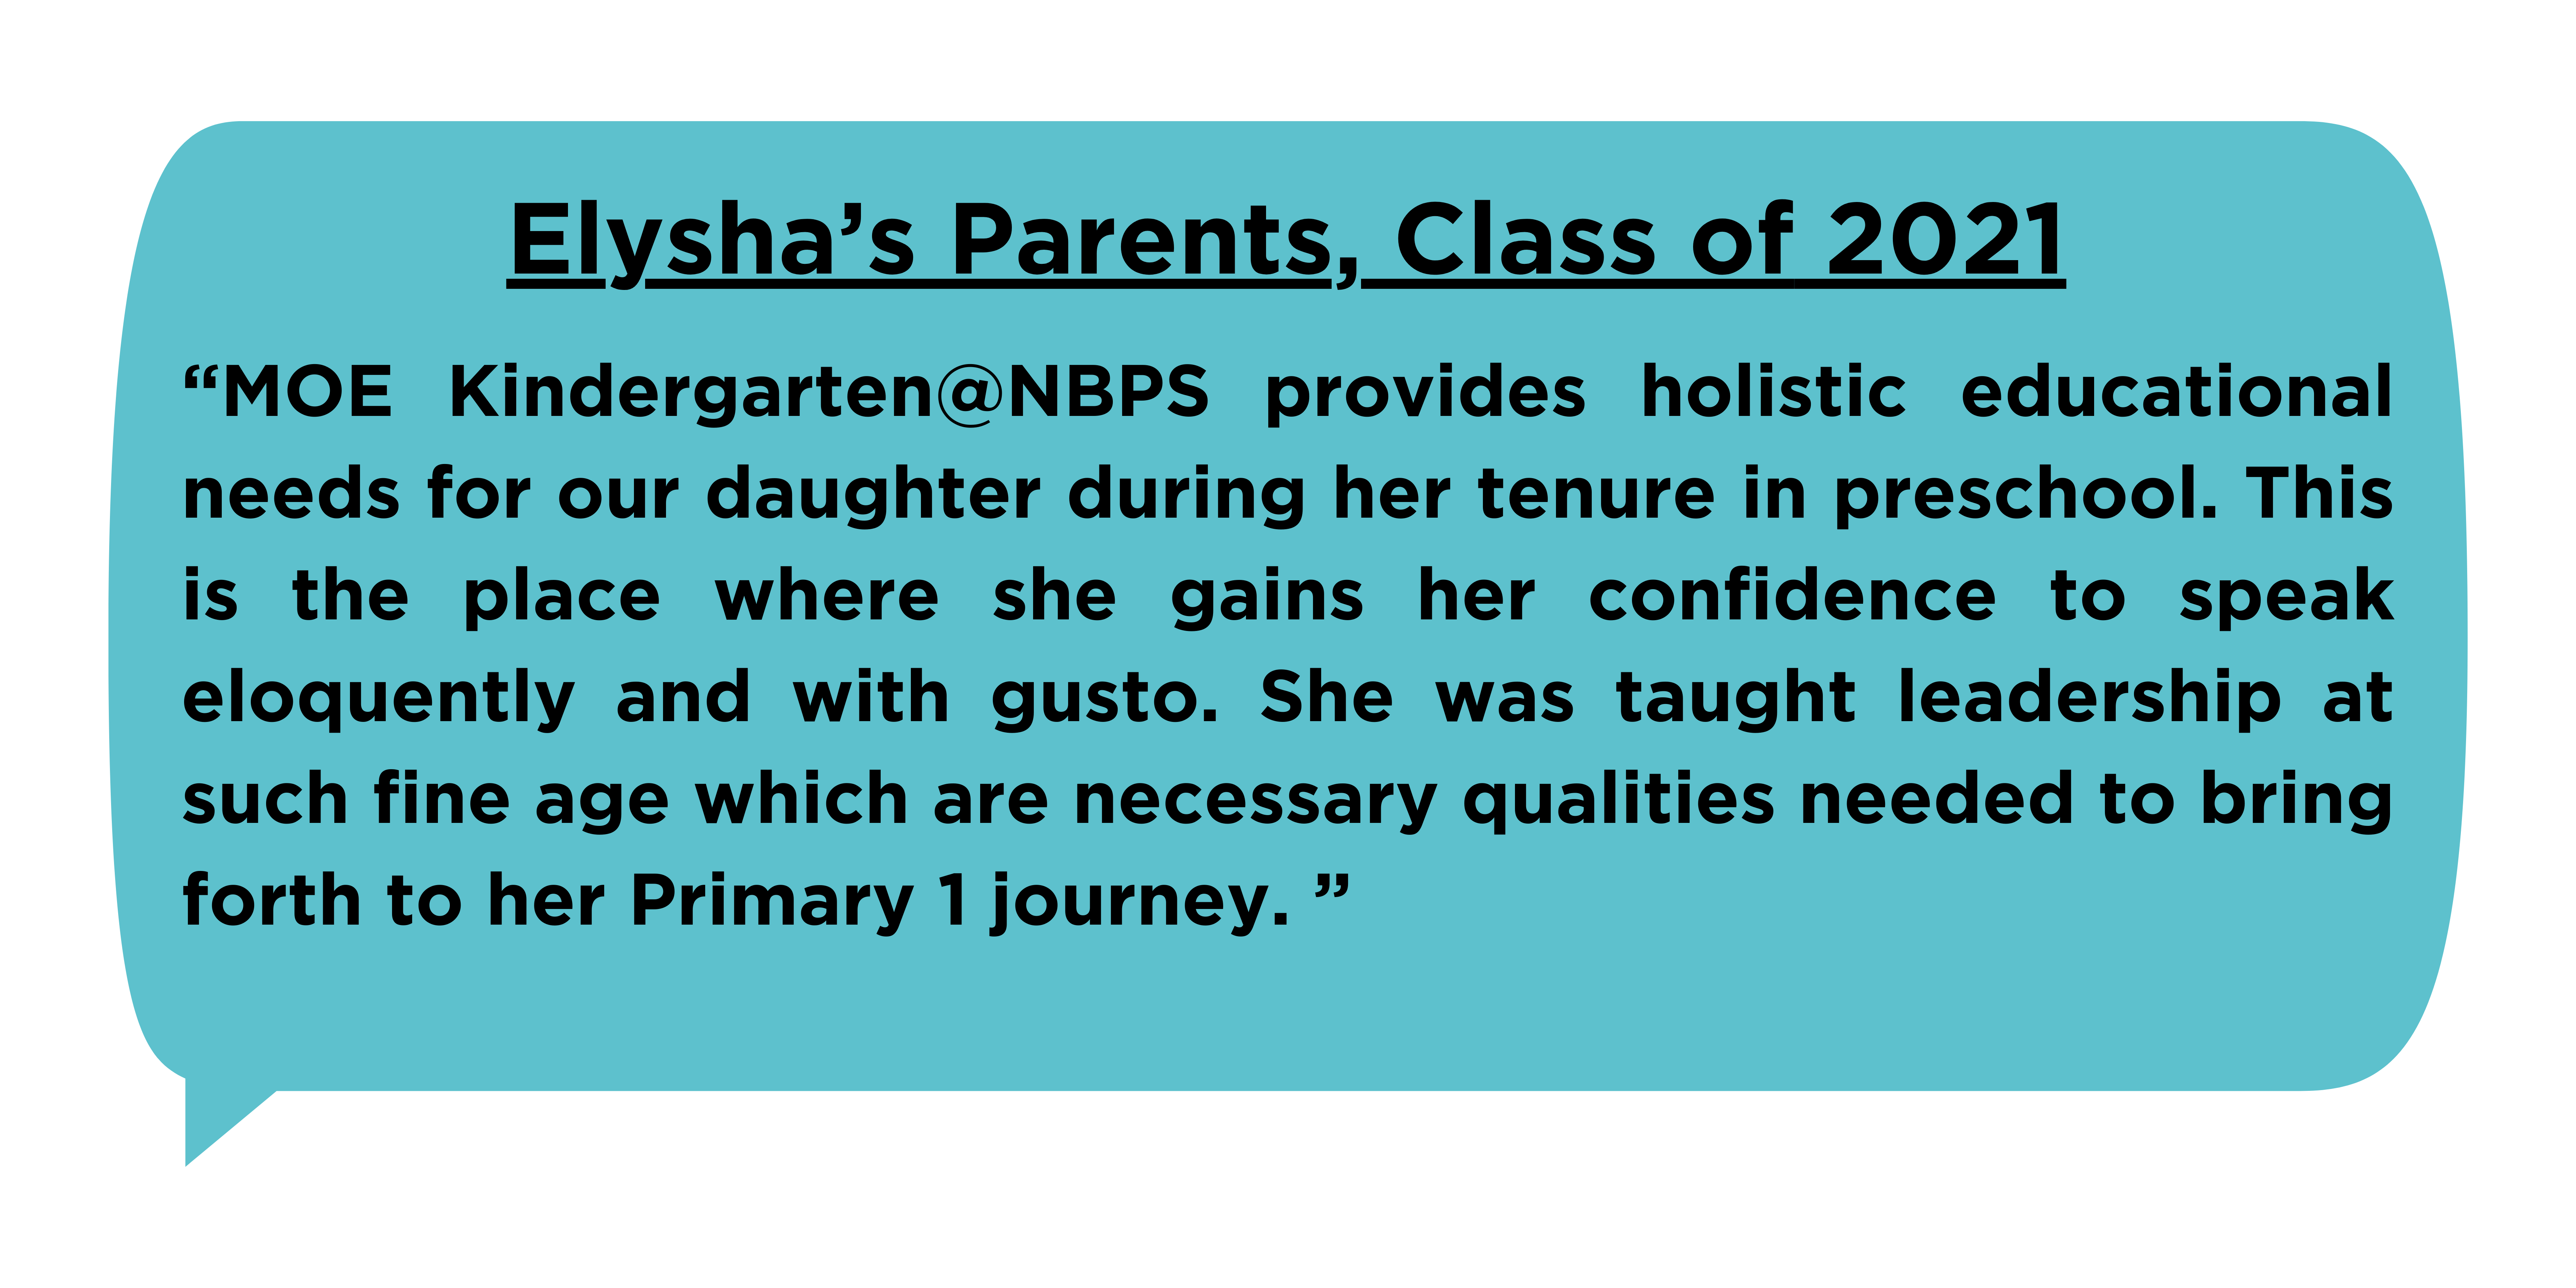 Elysha’s Parents, Class of 2021
“MOE Kindergarten@NBPS provides holistic educational
needs for our daughter during her tenure in preschool. This
is the place where she gains her confidence to speak
eloquently and with gusto. She was taught leadership at
such fine age which are necessary qualities needed to bring
forth to her Primary 1 journey. ”